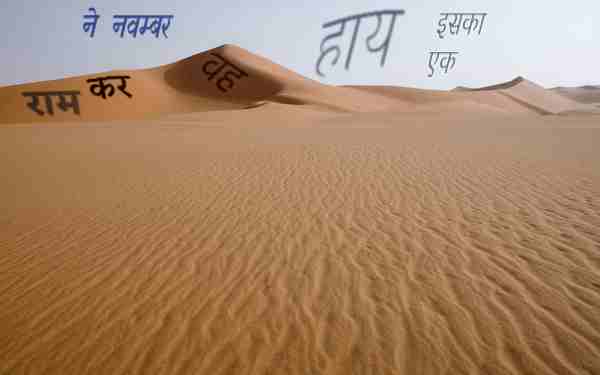 ने नवम्बर
हाय
इसका
एक
वह
राम कर